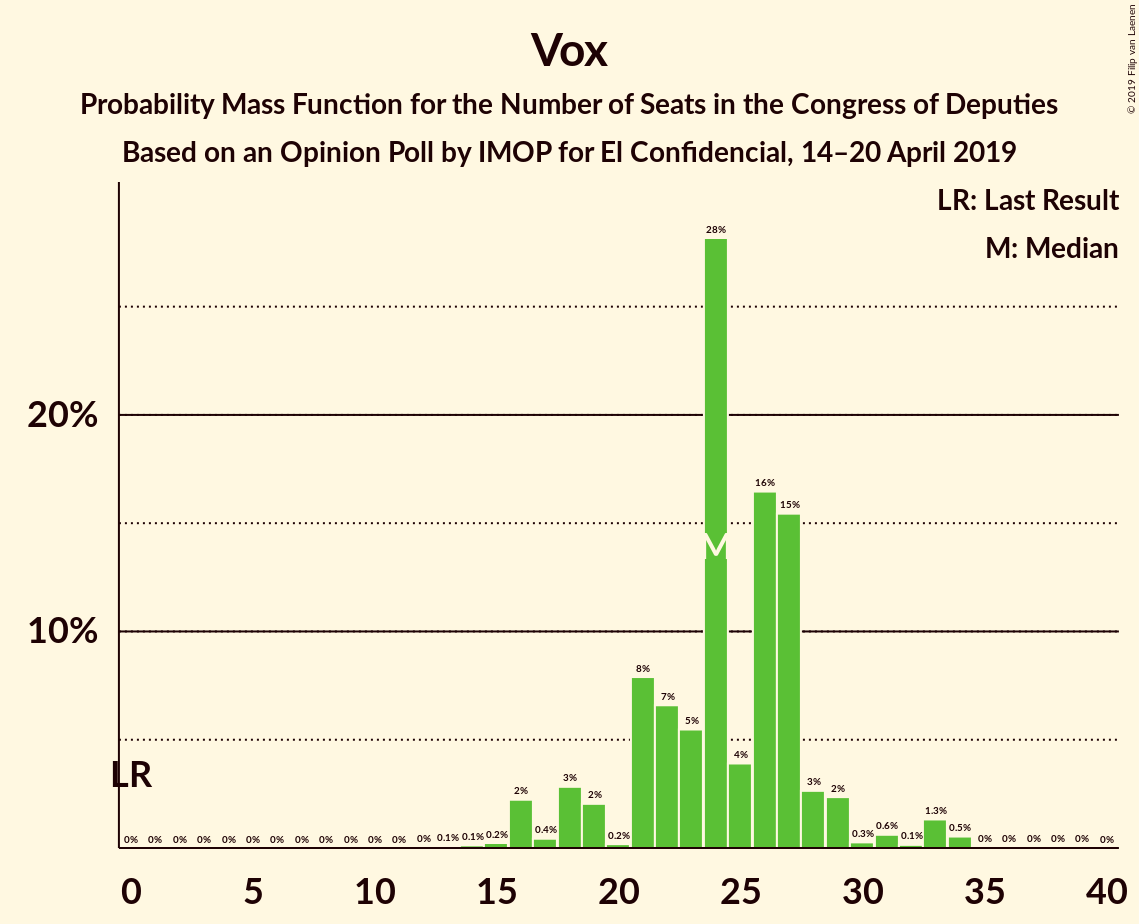 © 2019 Filip van Laenen
Vox
Probability Mass Function for the Number of Seats in the Congress of Deputies
Based on an Opinion Poll by IMOP for El Confidencial, 14–20 April 2019
LR: Last Result
M: Median
20%
10%
LR
M
0% 0% 0% 0% 0% 0% 0% 0% 0% 0% 0% 0% 0% 0.1% 0.1% 0.2% 2% 0.4% 3% 2% 0.2% 8% 7% 5% 28% 4% 16% 15% 3% 2% 0.3% 0.6% 0.1% 1.3% 0.5% 0% 0% 0% 0% 0% 0%
0 5 10 15 20 25 30 35 40